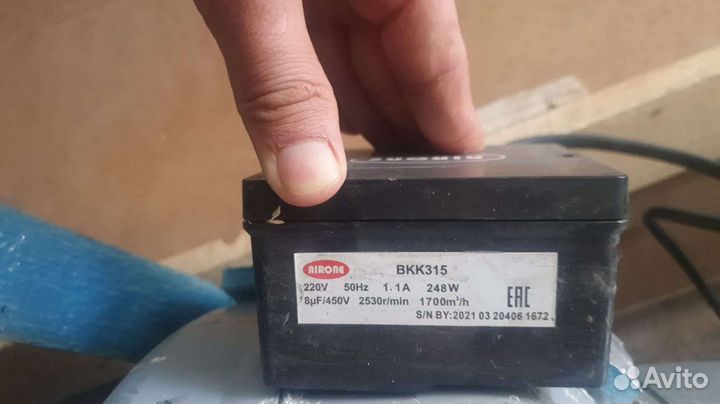 AIRONE
AIRONE BKK315
220V 50Hz 1.1A 248W
8µF/450V 2530r/min 1700m³/h EAC
S/N BY:2021 03 20406 1672
Avito